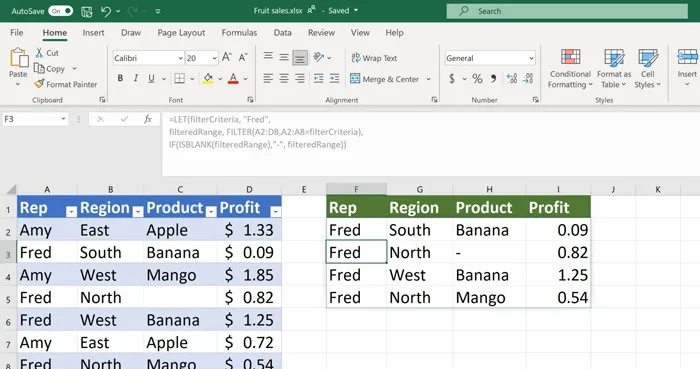 AutoSave On Fruit sales.xlsx - Saved Search
File Home Insert Draw Page Layout Formulas Data Review View Help
Paste Cut Copy Format Painter Clipboard
Calibri 20 A A B I U A Font
Wrap Text Merge & Center Alignment
General $ % Number
Conditional Formatting Format as Table Cell Styles Styles
Insert
F3 fx =LET(filterCriteria, "Fred",
filteredRange, FILTER(A2:D8,A2:A8=filterCriteria),
IF(ISBLANK(filteredRange),"-", filteredRange))
A B C D E F G H I J K
1 Rep Region Product Profit Rep Region Product Profit
2 Amy East Apple $ 1.33 Fred South Banana 0.09
3 Fred South Banana $ 0.09 Fred North - 0.82
4 Amy West Mango $ 1.85 Fred West Banana 1.25
5 Fred North $ 0.82 Fred North Mango 0.54
6 Fred West Banana $ 1.25
7 Amy East Apple $ 0.72
8 Fred North Mango $ 0.54